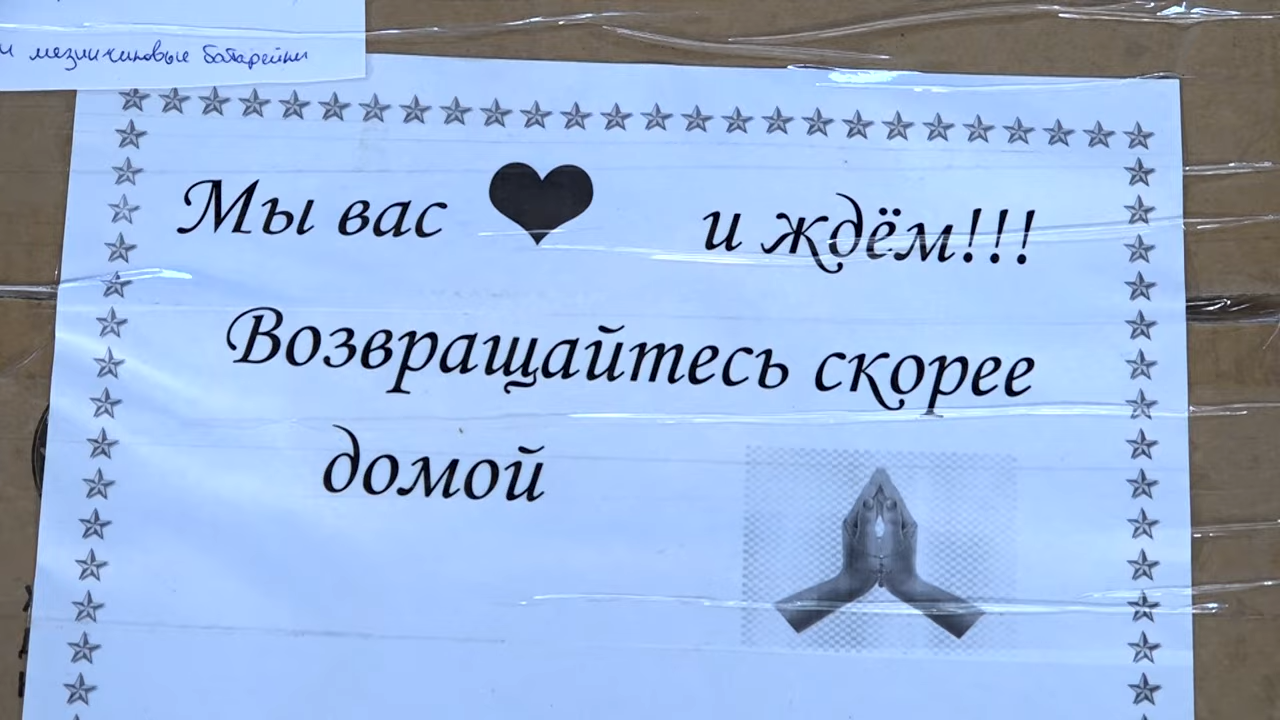 и мезинчиковые батарейки
Мы вас и ждём!!!
Возвращайтесь скорее
домой